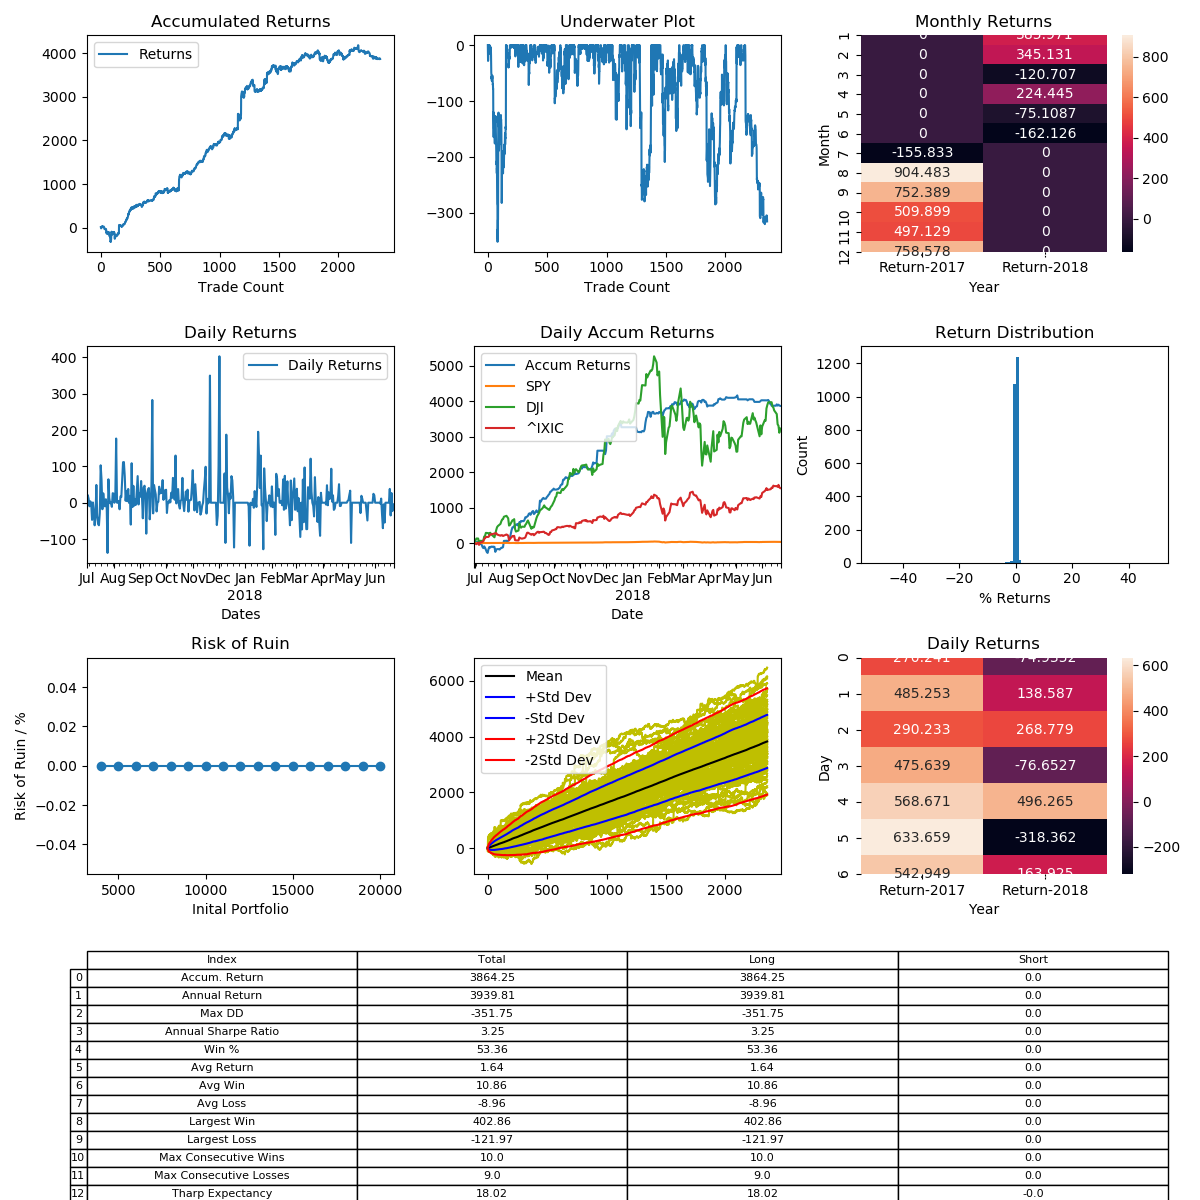 Accumulated Returns
Returns
4000
3000
2000
1000
0
0 500 1000 1500 2000
Trade Count
Underwater Plot
0
−100
−200
−300
0 500 1000 1500 2000
Trade Count
Monthly Returns
Month
1 0
2 0 345.131
3 0 -120.707
4 0 224.445
5 0 -75.1087
6 0 -162.126
7 -155.833 0
8 904.483 0
9 752.389 0
10 509.899 0
11 497.129 0
12 758.578 0
Return-2017 Return-2018
Year
800
600
400
200
0
Daily Returns
Daily Returns
400
300
200
100
0
−100
Jul Aug Sep Oct Nov Dec Jan Feb Mar Apr May Jun
2018
Dates
Daily Accum Returns
Accum Returns
SPY
DJI
^IXIC
5000
4000
3000
2000
1000
0
Jul Aug Sep Oct Nov Dec Jan Feb Mar Apr May Jun
2018
Date
Return Distribution
Count
1200
1000
800
600
400
200
0
−40 −20 0 20 40
% Returns
Risk of Ruin
Risk of Ruin / %
0.04
0.02
0.00
−0.02
−0.04
5000 10000 15000 20000
Inital Portfolio
Mean
+Std Dev
-Std Dev
+2Std Dev
-2Std Dev
6000
4000
2000
0
0 500 1000 1500 2000
Daily Returns
Day
0
1 485.253 138.587
2 290.233 268.779
3 475.639 -76.6527
4 568.671 496.265
5 633.659 -318.362
6 542.949 163.925
Return-2017 Return-2018
Year
600
400
200
0
−200
Index Total Long Short
0 Accum. Return 3864.25 3864.25 0.0
1 Annual Return 3939.81 3939.81 0.0
2 Max DD -351.75 -351.75 0.0
3 Annual Sharpe Ratio 3.25 3.25 0.0
4 Win % 53.36 53.36 0.0
5 Avg Return 1.64 1.64 0.0
6 Avg Win 10.86 10.86 0.0
7 Avg Loss -8.96 -8.96 0.0
8 Largest Win 402.86 402.86 0.0
9 Largest Loss -121.97 -121.97 0.0
10 Max Consecutive Wins 10.0 10.0 0.0
11 Max Consecutive Losses 9.0 9.0 0.0
12 Tharp Expectancy 18.02 18.02 -0.0